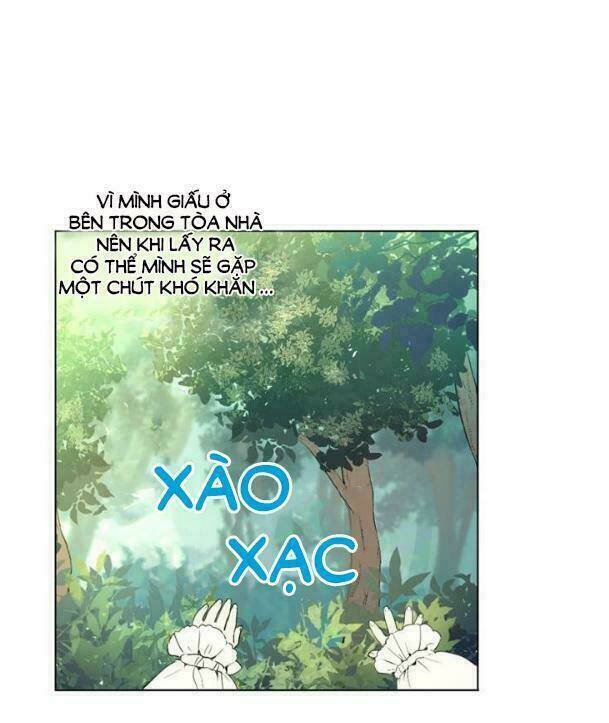 VÌ MÌNH GIẤU Ở
BÊN TRONG TÒA NHÀ
NÊN KHI LẤY RA
CÓ THỂ MÌNH SẼ GẶP
MỘT CHÚT KHÓ KHĂN ...
XÀO
XẠC